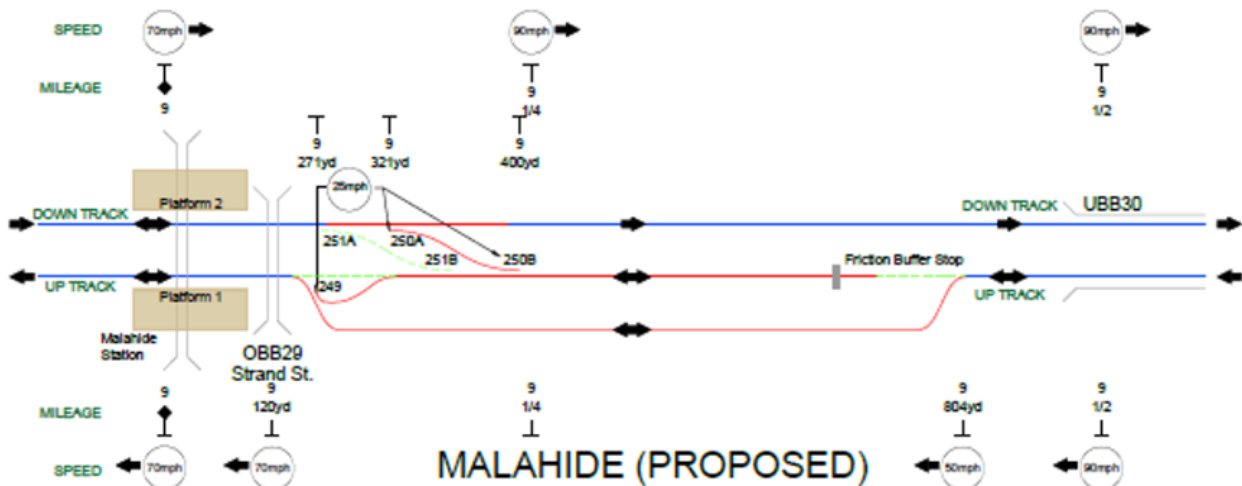 SPEED
70mph
90mph
90mph
MILEAGE
9
9
1/4
9
1/2
9
271yd
9
321yd
9
400yd
25mph
Platform 2
DOWN TRACK
DOWN TRACK
UBB30
251A
250A
251B
250B
Friction Buffer Stop
UP TRACK
Platform 1
249
UP TRACK
Malahide
Station
OBB29
Strand St.
MILEAGE
9
9
120yd
9
1/4
9
804yd
9
1/2
SPEED
70mph
70mph
MALAHIDE (PROPOSED)
50mph
90mph